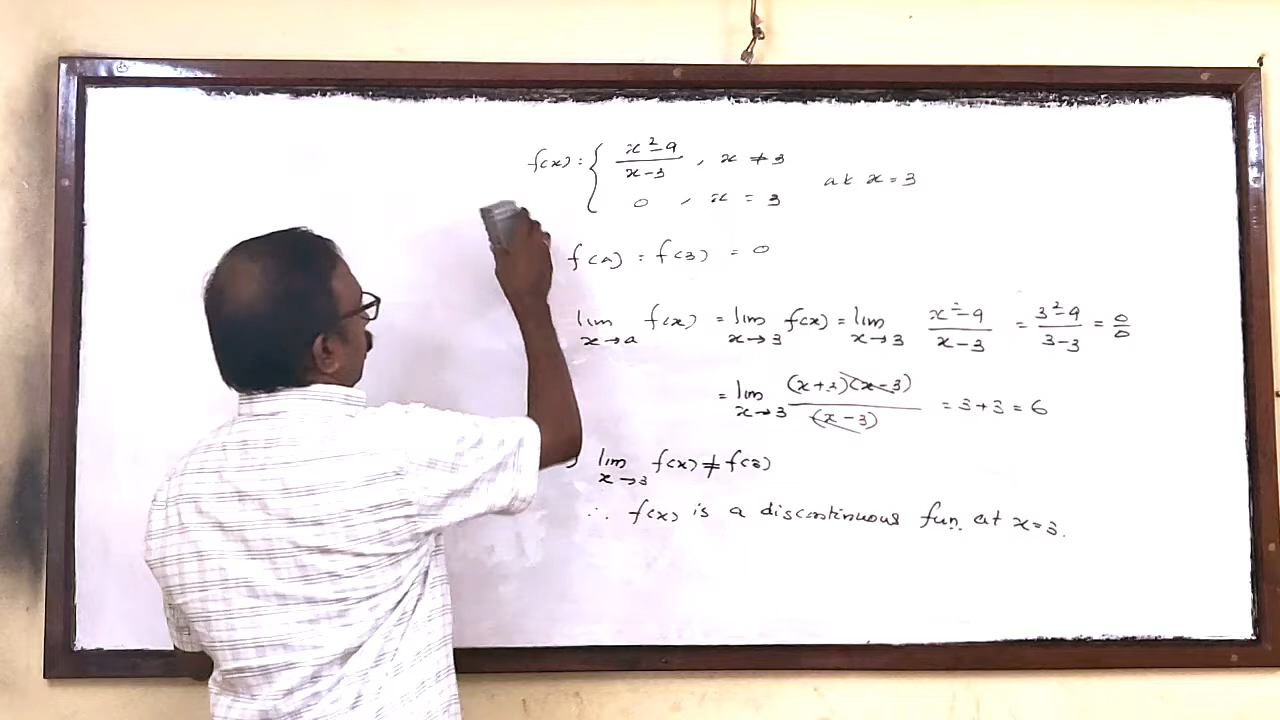 f(x) = { x²-9 / x-3 , x ≠ 3
0 , x = 3 at x = 3
f(a) = f(3) = 0
lim x→a f(x) = lim x→3 f(x) = lim x→3 x²-9 / x-3 = 3²-9 / 3-3 = 0/0
= lim x→3 (x+3)(x-3) / (x-3) = 3+3 = 6
lim x→3 f(x) ≠ f(3)
∴ f(x) is a discontinuous fun. at x=3.